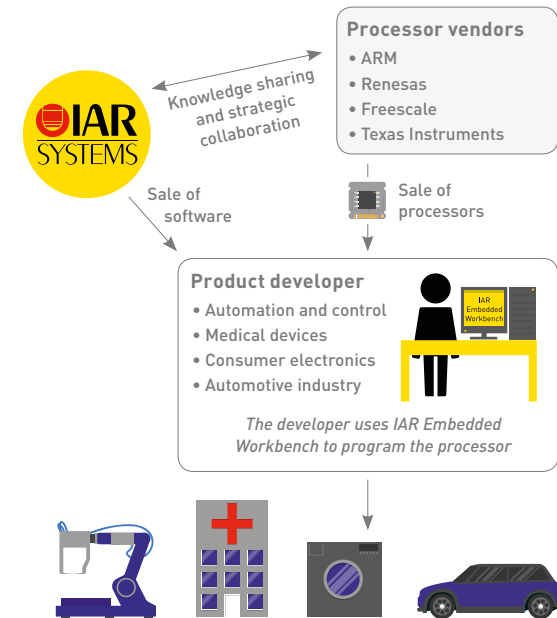 Processor vendors
• ARM
• Renesas
• Freescale
• Texas Instruments
Knowledge sharing
and strategic
collaboration
IAR
SYSTEMS
Sale of
software
Sale of
processors
Product developer
• Automation and control
• Medical devices
• Consumer electronics
• Automotive industry
IAR
Embedded
Workbench
The developer uses IAR Embedded
Workbench to program the processor